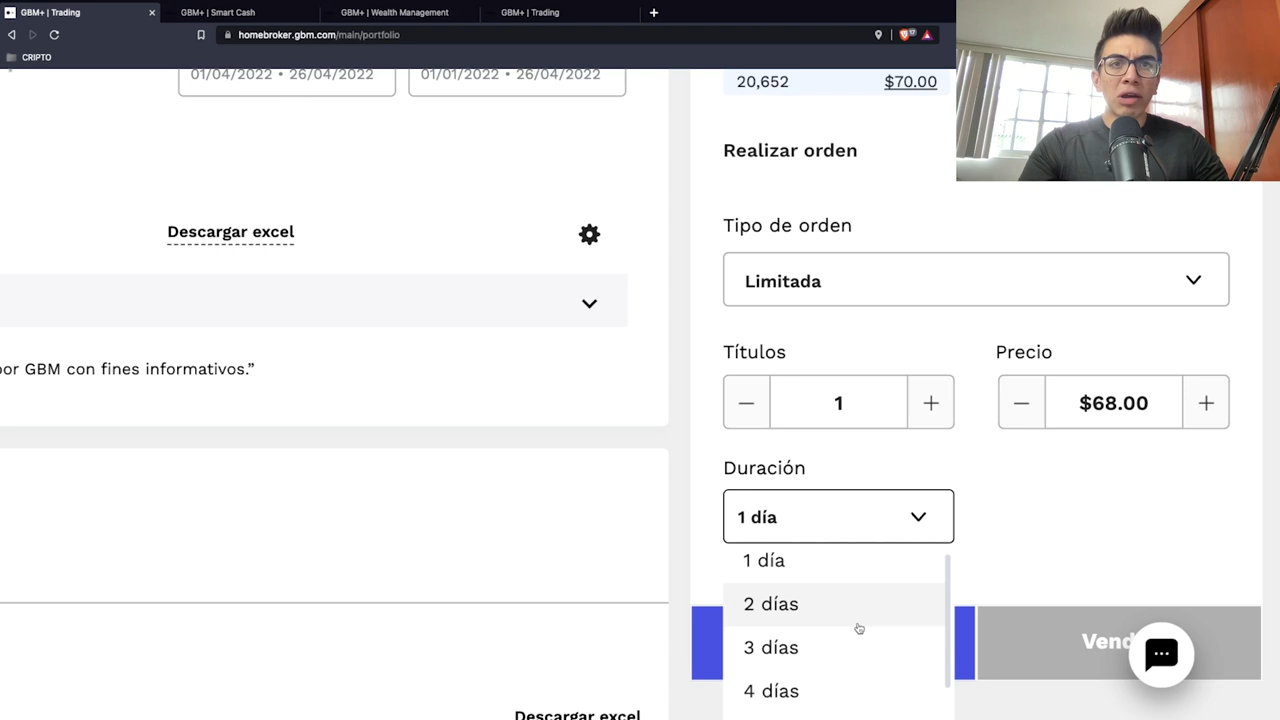 GBM+ | Trading
GBM+ | Smart Cash
GBM+ | Wealth Management
GBM+ | Trading
homebroker.gbm.com/main/portfolio
17
CRIPTO
01/04/2022 • 26/04/2022
01/01/2022 • 26/04/2022
20,652
$70.00
Realizar orden
Descargar excel
Tipo de orden
Limitada
Títulos
Precio
por GBM con fines informativos.”
1
$68.00
Duración
1 día
1 día
2 días
3 días
Vend
4 días
Descargar excel